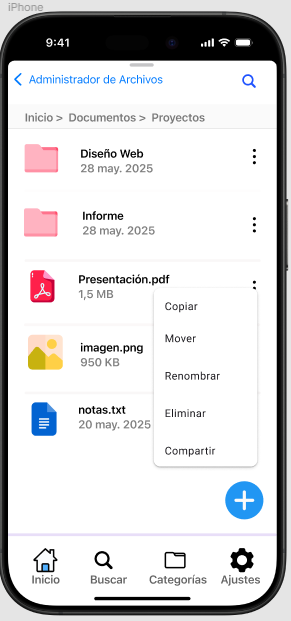 iPhone
9:41
Administrador de Archivos
Inicio > Documentos > Proyectos
Diseño Web
28 may. 2025
Informe
28 may. 2025
Presentación.pdf
1,5 MB
Copiar
Mover
imagen.png
950 KB
Renombrar
notas.txt
20 may. 2025
Eliminar
Compartir
Inicio Buscar Categorías Ajustes